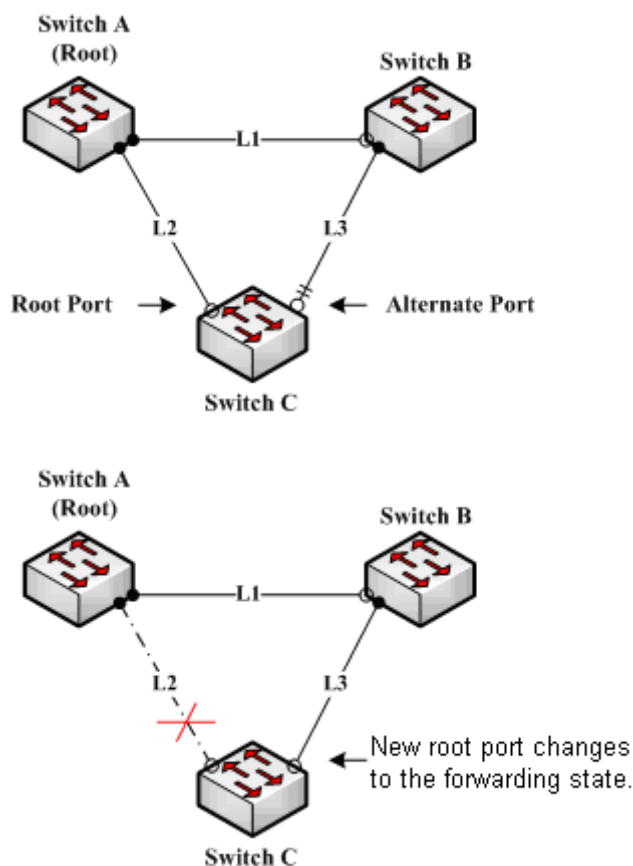 Switch A
(Root)
Switch B
L1
L2
L3
Root Port
Alternate Port
Switch C
Switch A
(Root)
Switch B
L1
L2
L3
New root port changes
to the forwarding state.
Switch C